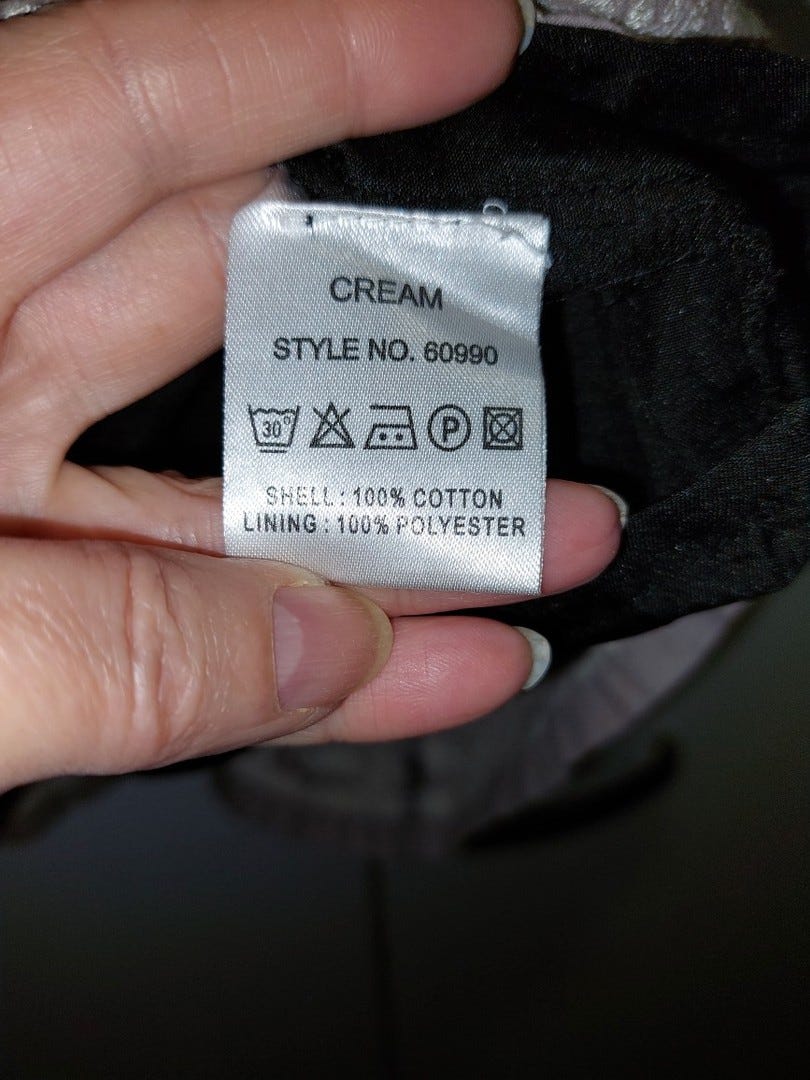 CREAM
STYLE NO. 60990
30° P
SHELL : 100% COTTON
LINING : 100% POLYESTER